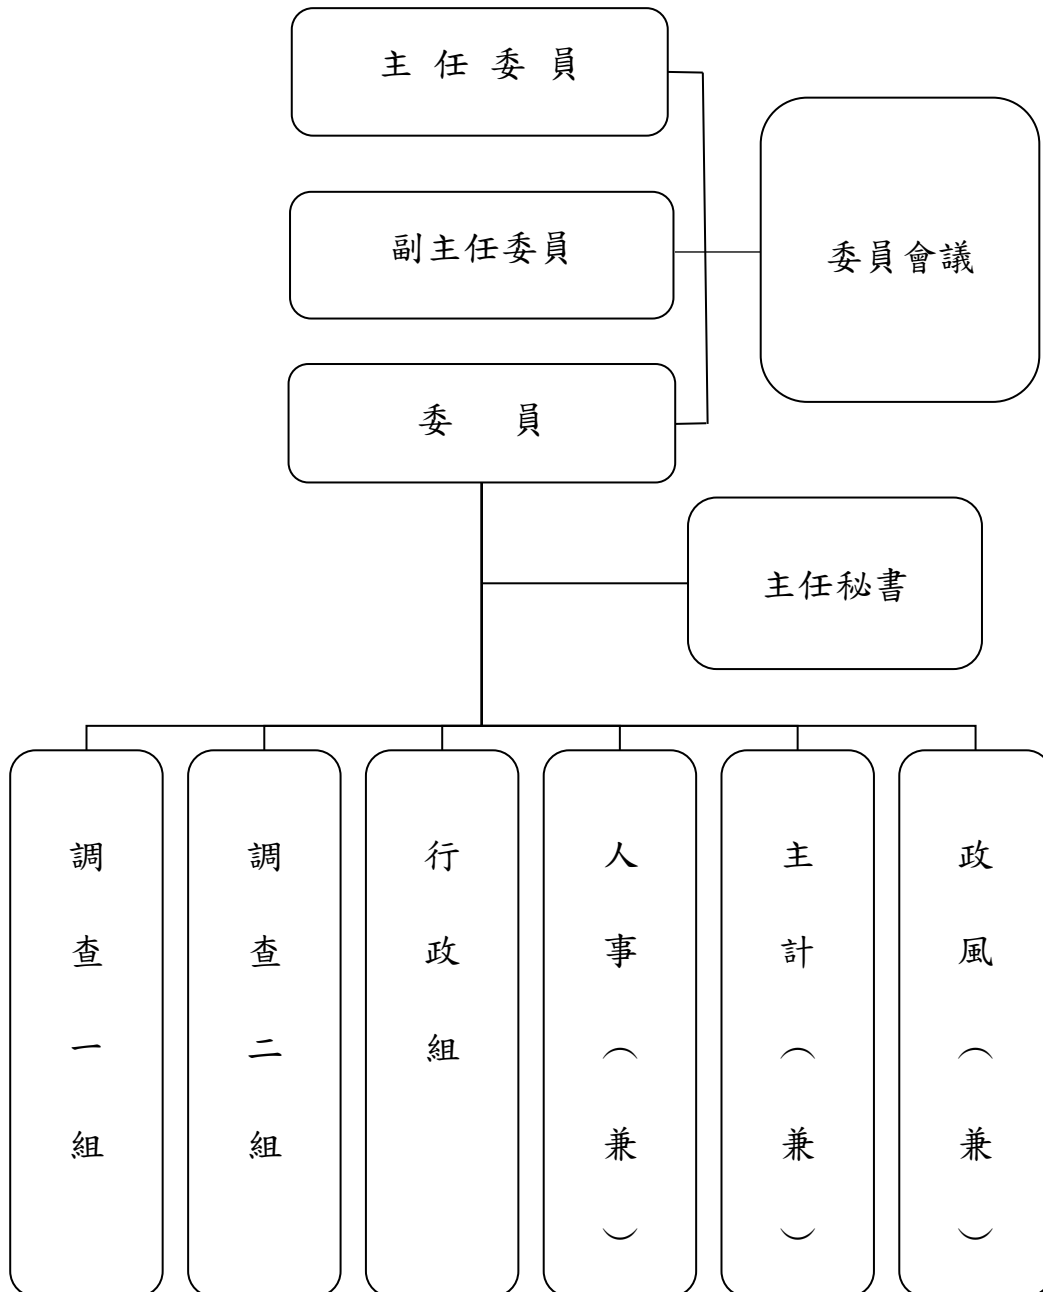 主 任 委 員
副主任委員
委員會議
委 員
主任秘書
調查一組
調查二組
行政組
人事（兼）
主計（兼）
政風（兼）